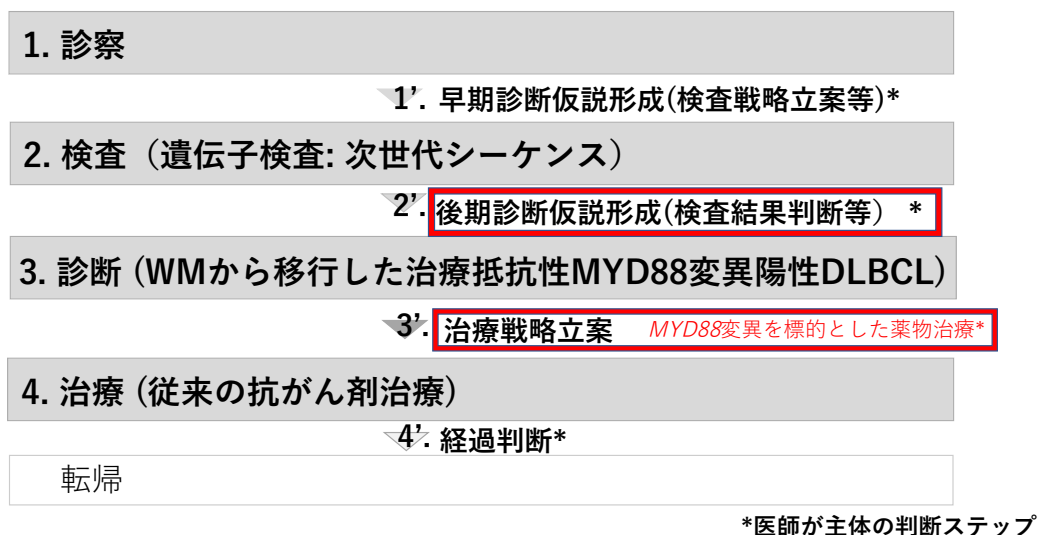 1. 診察
1’. 早期診断仮説形成(検査戦略立案等)*
2. 検査（遺伝子検査: 次世代シーケンス）
2’. 後期診断仮説形成(検査結果判断等） *
3. 診断 (WMから移行した治療抵抗性MYD88変異陽性DLBCL)
3’. 治療戦略立案 MYD88変異を標的とした薬物治療*
4. 治療 (従来の抗がん剤治療)
4’. 経過判断*
転帰
*医師が主体の判断ステップ